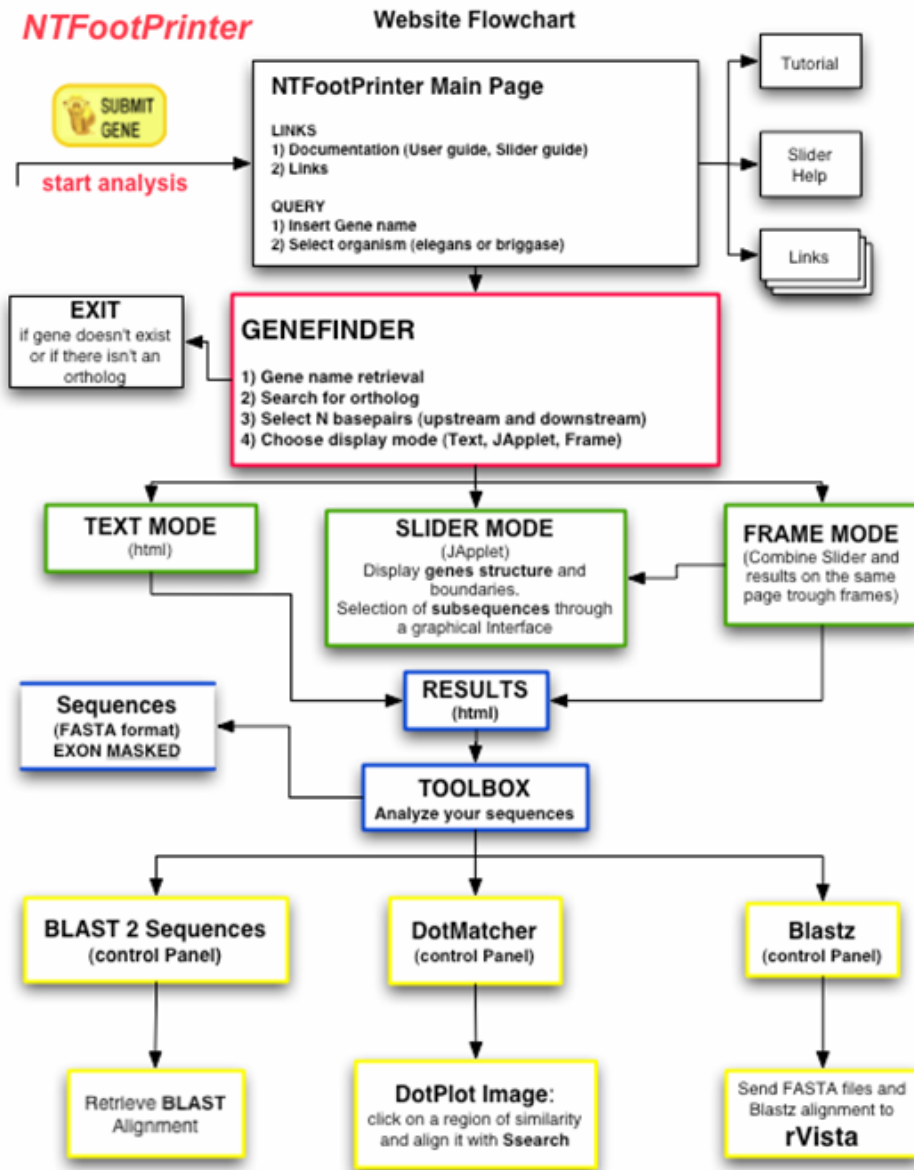 NTFootPrinter
Website Flowchart
SUBMIT
GENE
start analysis
NTFootPrinter Main Page
LINKS
1) Documentation (User guide, Slider guide)
2) Links
QUERY
1) Insert Gene name
2) Select organism (elegans or briggase)
Tutorial
Slider
Help
Links
EXIT
if gene doesn't exist
or if there isn't an
ortholog
GENEFINDER
1) Gene name retrieval
2) Search for ortholog
3) Select N basepairs (upstream and downstream)
4) Choose display mode (Text, JApplet, Frame)
TEXT MODE
(html)
SLIDER MODE
(JApplet)
Display genes structure and
boundaries.
Selection of subsequences through
a graphical Interface
FRAME MODE
(Combine Slider and
results on the same
page trough frames)
RESULTS
(html)
Sequences
(FASTA format)
EXON MASKED
TOOLBOX
Analyze your sequences
BLAST 2 Sequences
(control Panel)
DotMatcher
(control Panel)
Blastz
(control Panel)
Retrieve BLAST
Alignment
DotPlot Image:
click on a region of similarity
and align it with Ssearch
Send FASTA files and
Blastz alignment to
rVista